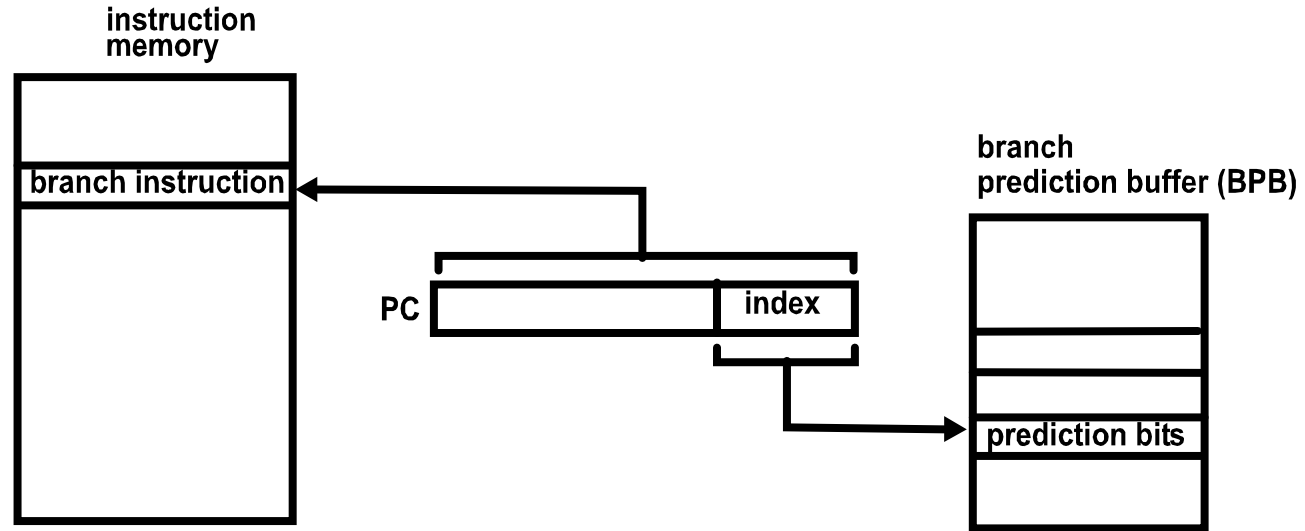 instruction
memory
branch instruction
branch
prediction buffer (BPB)
PC
index
prediction bits